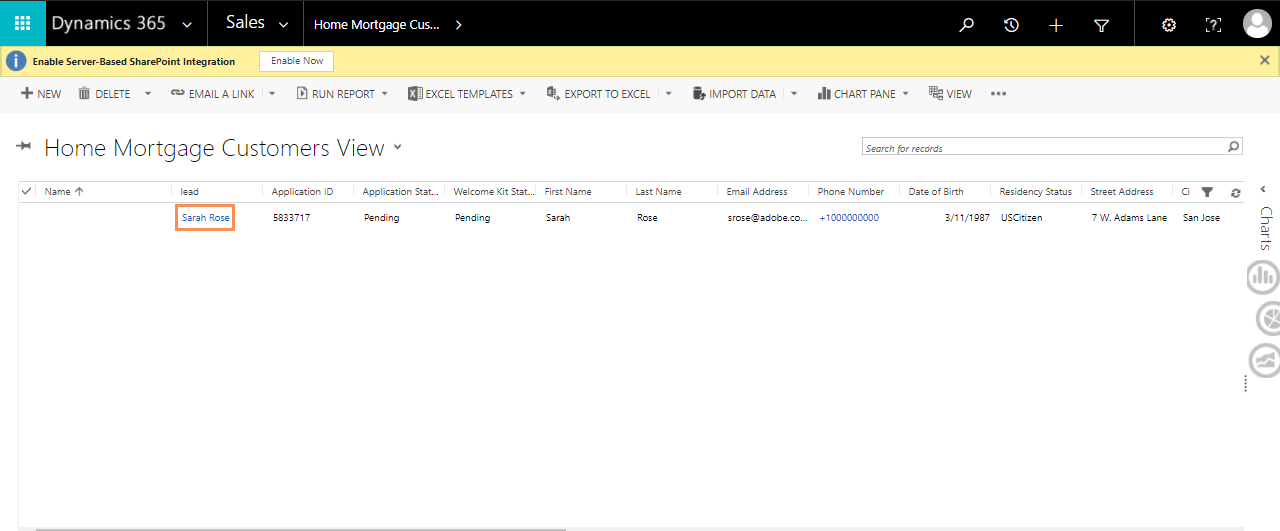 Dynamics 365 Sales Home Mortgage Cus...
Enable Server-Based SharePoint Integration Enable Now
NEW DELETE EMAIL A LINK RUN REPORT EXCEL TEMPLATES EXPORT TO EXCEL IMPORT DATA CHART PANE VIEW
Home Mortgage Customers View
Search for records
Name lead Application ID Application Stat... Welcome Kit Stat... First Name Last Name Email Address Phone Number Date of Birth Residency Status Street Address Ci
Sarah Rose 5833717 Pending Pending Sarah Rose srose@adobe.co... +1000000000 3/11/1987 USCitizen 7 W. Adams Lane San Jose
Charts